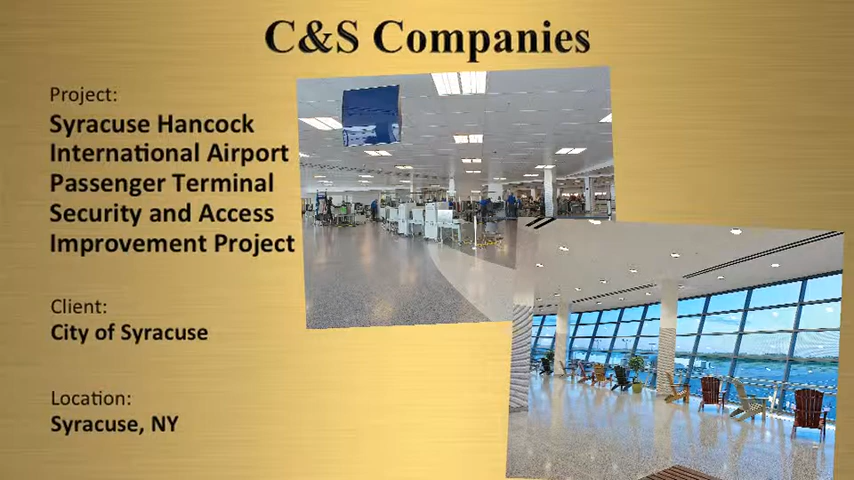 C&S Companies
Project:
Syracuse Hancock
International Airport
Passenger Terminal
Security and Access
Improvement Project
Client:
City of Syracuse
Location:
Syracuse, NY